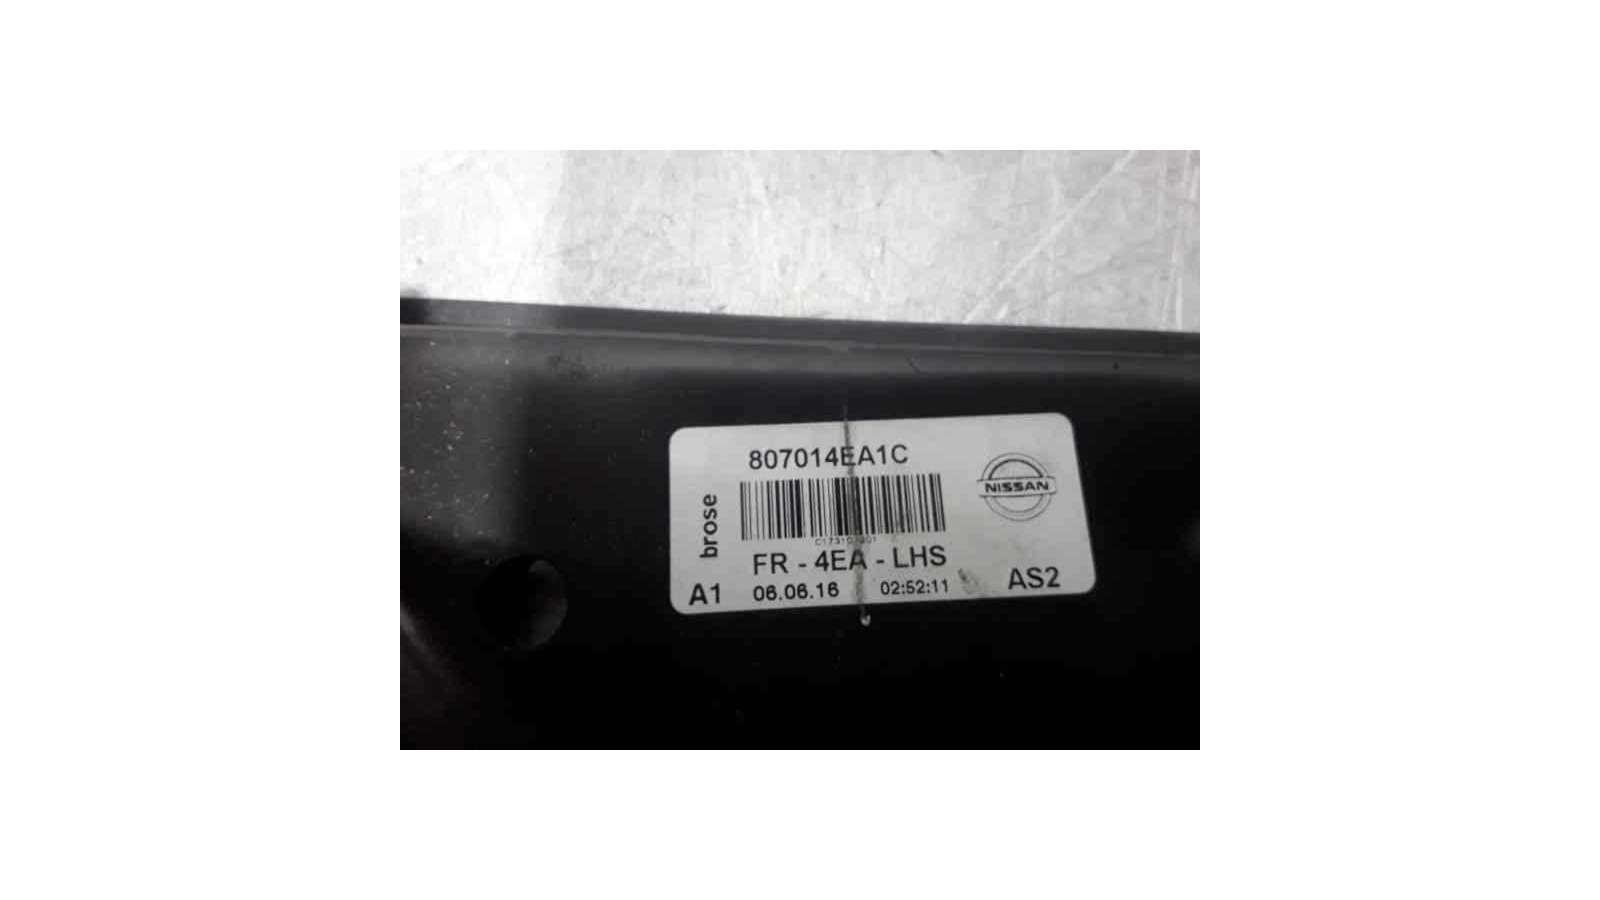 807014EA1C
NISSAN
brose
FR - 4EA - LHS
A1
06.06.16
02:52:11
AS2